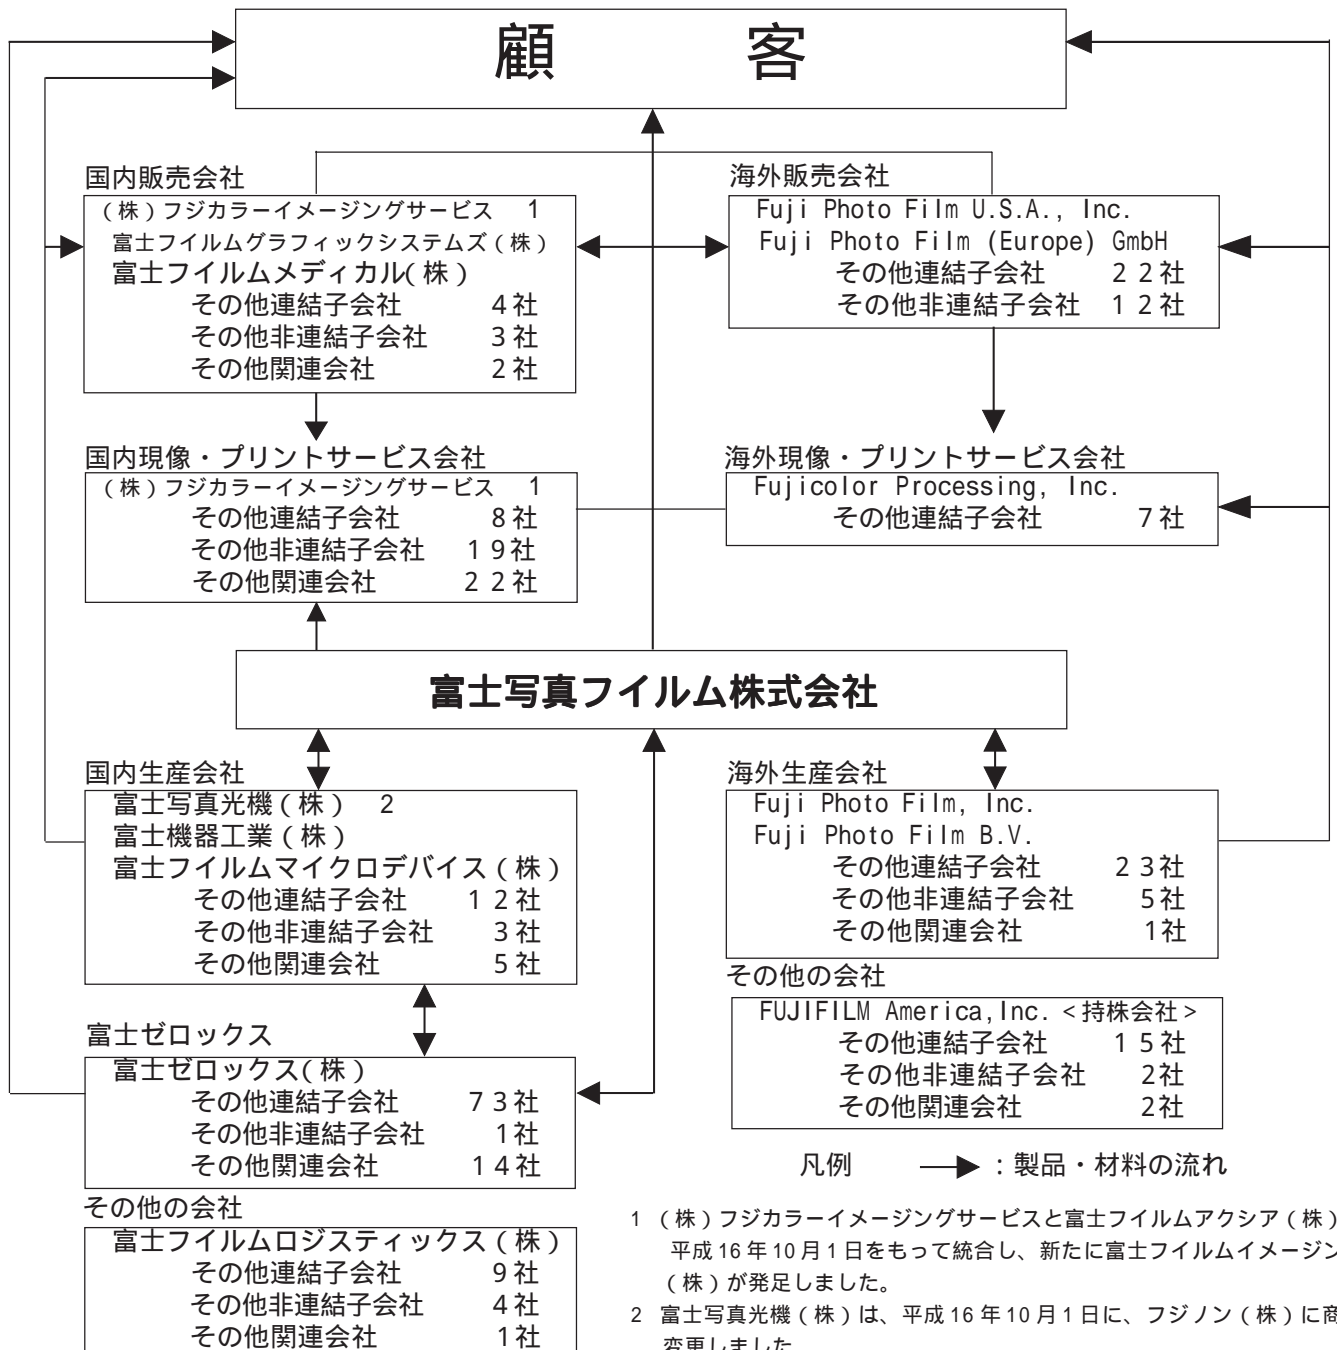 顧 客
国内販売会社
(株)フジカラーイメージングサービス 1
富士フイルムグラフィックシステムズ(株)
富士フイルムメディカル(株)
その他連結子会社 4社
その他非連結子会社 3社
その他関連会社 2社
海外販売会社
Fuji Photo Film U.S.A., Inc.
Fuji Photo Film (Europe) GmbH
その他連結子会社 22社
その他非連結子会社 12社
国内現像・プリントサービス会社
(株)フジカラーイメージングサービス 1
その他連結子会社 8社
その他非連結子会社 19社
その他関連会社 22社
海外現像・プリントサービス会社
Fujicolor Processing, Inc.
その他連結子会社 7社
富士写真フイルム株式会社
国内生産会社
富士写真光機(株) 2
富士機器工業(株)
富士フイルムマイクロデバイス(株)
その他連結子会社 12社
その他非連結子会社 3社
その他関連会社 5社
海外生産会社
Fuji Photo Film, Inc.
Fuji Photo Film B.V.
その他連結子会社 23社
その他非連結子会社 5社
その他関連会社 1社
富士ゼロックス
富士ゼロックス(株)
その他連結子会社 73社
その他非連結子会社 1社
その他関連会社 14社
その他の会社
FUJIFILM America,Inc.<持株会社>
その他連結子会社 15社
その他非連結子会社 2社
その他関連会社 2社
その他の会社
富士フイルムロジスティックス(株)
その他連結子会社 9社
その他非連結子会社 4社
その他関連会社 1社
凡例 → :製品・材料の流れ
1 (株)フジカラーイメージングサービスと富士フイルムアクシア(株)
平成16年10月1日をもって統合し、新たに富士フイルムイメージン
(株)が発足しました。
2 富士写真光機(株)は、平成16年10月1日に、フジノン(株)に商
変更しました。